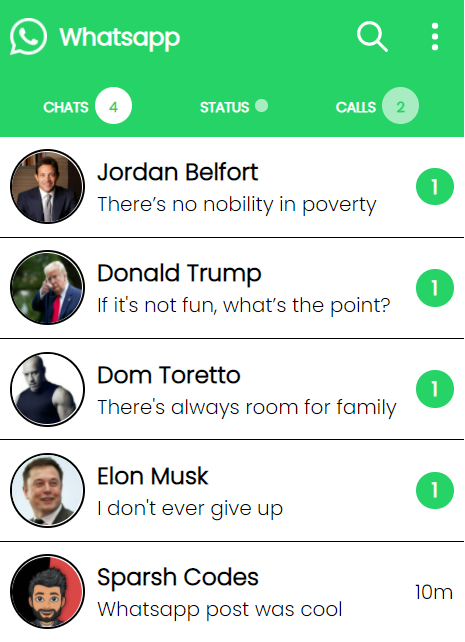 Whatsapp
CHATS 4 STATUS CALLS 2
Jordan Belfort
There’s no nobility in poverty
1
Donald Trump
If it's not fun, what’s the point?
1
Dom Toretto
There's always room for family
1
Elon Musk
I don't ever give up
1
Sparsh Codes
Whatsapp post was cool
10m